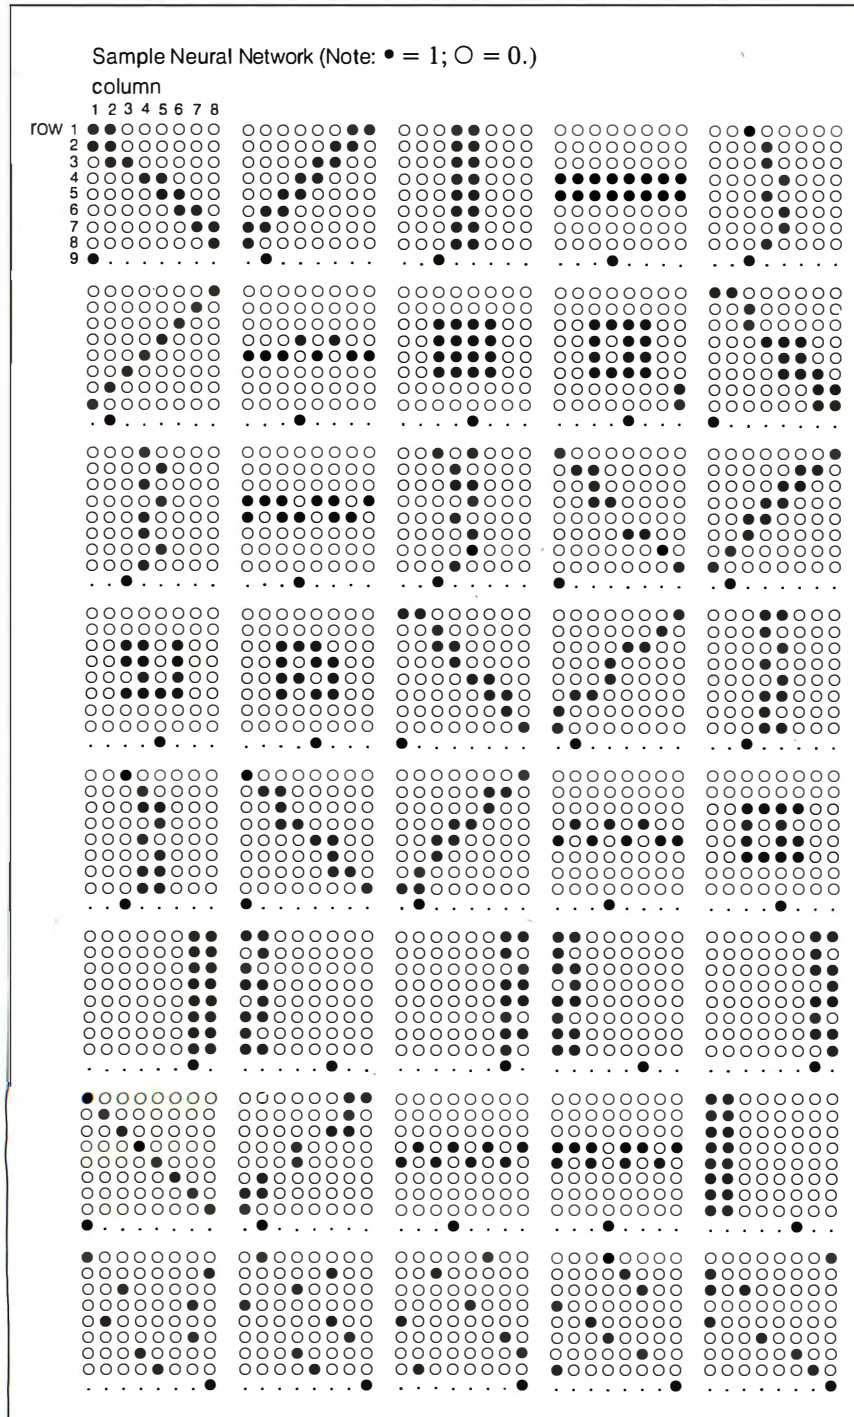 Sample Neural Network (Note: ● = 1; ○ = 0.)
column
1 2 3 4 5 6 7 8
row 1
2
3
4
5
6
7
8
9